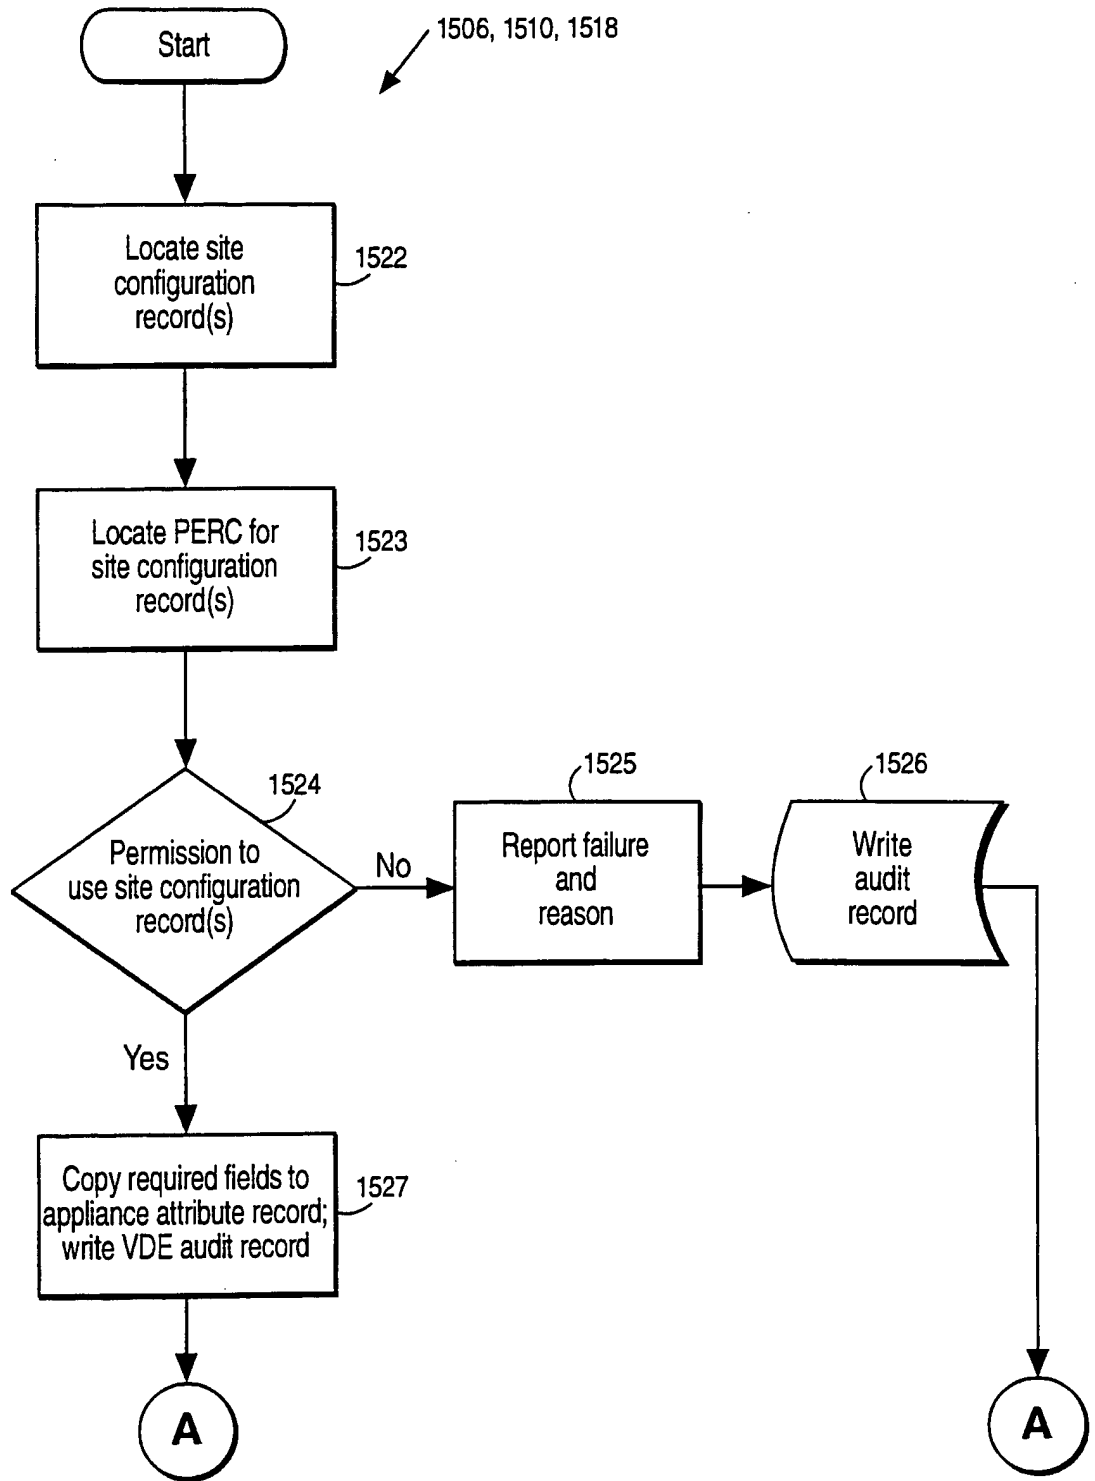 Start
1506, 1510, 1518
Locate site
configuration
record(s)
1522
Locate PERC for
site configuration
record(s)
1523
1524
Permission to
use site configuration
record(s)
No
1525
Report failure
and
reason
1526
Write
audit
record
Yes
Copy required fields to
appliance attribute record;
write VDE audit record
1527
A
A